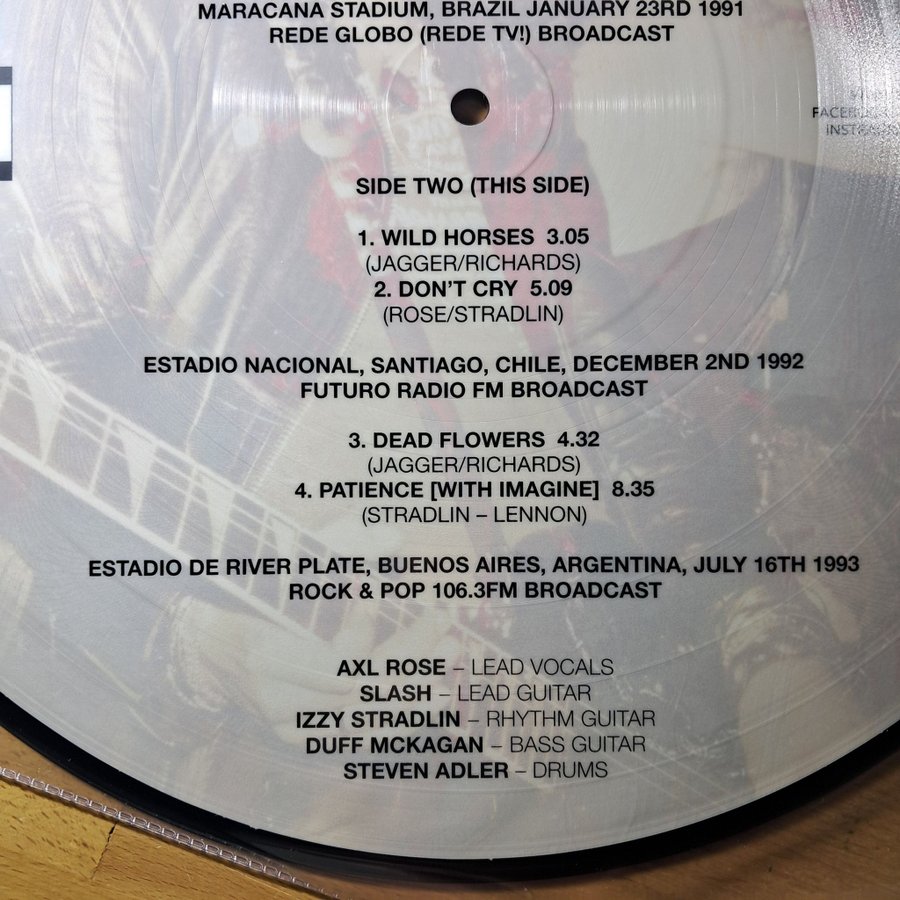 MARACANA STADIUM, BRAZIL JANUARY 23RD 1991
REDE GLOBO (REDE TV!) BROADCAST
SIDE TWO (THIS SIDE)
1. WILD HORSES 3.05
(JAGGER/RICHARDS)
2. DON'T CRY 5.09
(ROSE/STRADLIN)
ESTADIO NACIONAL, SANTIAGO, CHILE, DECEMBER 2ND 1992
FUTURO RADIO FM BROADCAST
3. DEAD FLOWERS 4.32
(JAGGER/RICHARDS)
4. PATIENCE [WITH IMAGINE] 8.35
(STRADLIN – LENNON)
ESTADIO DE RIVER PLATE, BUENOS AIRES, ARGENTINA, JULY 16TH 1993
ROCK & POP 106.3FM BROADCAST
AXL ROSE – LEAD VOCALS
SLASH – LEAD GUITAR
IZZY STRADLIN – RHYTHM GUITAR
DUFF MCKAGAN – BASS GUITAR
STEVEN ADLER – DRUMS